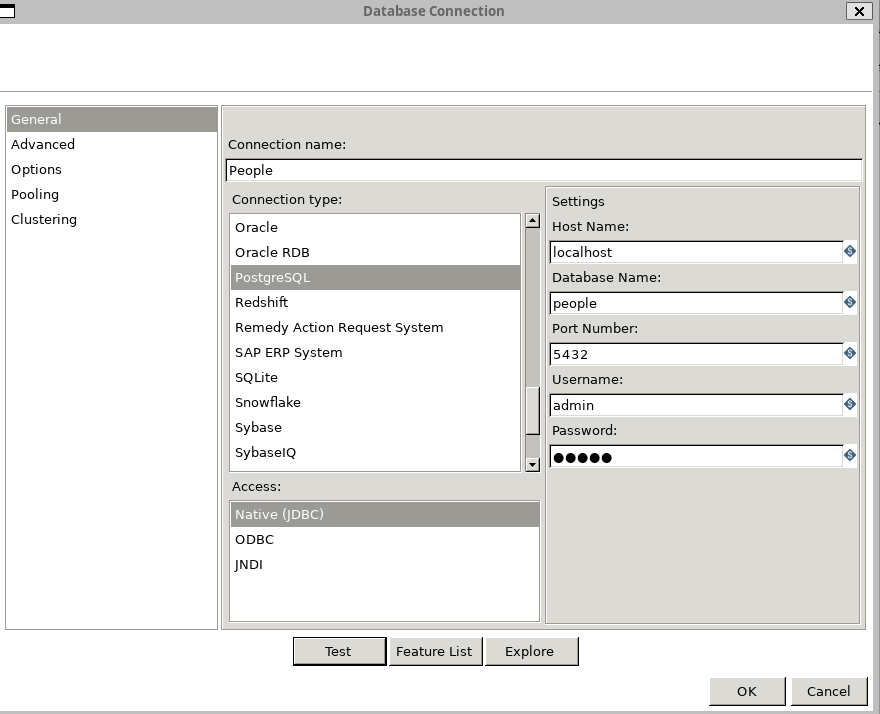 Database Connection
General
Advanced
Options
Pooling
Clustering
Connection name:
People
Connection type:
Oracle
Oracle RDB
PostgreSQL
Redshift
Remedy Action Request System
SAP ERP System
SQLite
Snowflake
Sybase
SybaseIQ
Access:
Native (JDBC)
ODBC
JNDI
Settings
Host Name:
localhost
Database Name:
people
Port Number:
5432
Username:
admin
Password:
●●●●●
Test
Feature List
Explore
OK
Cancel